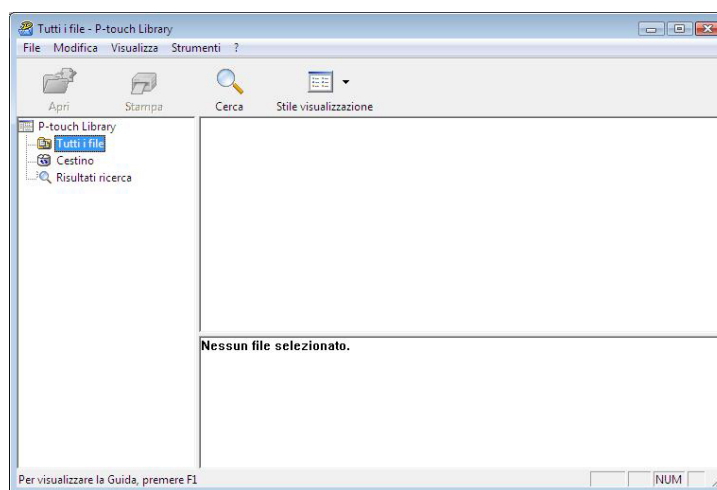 Tutti i file - P-touch Library
File Modifica Visualizza Strumenti ?
Apri Stampa Cerca Stile visualizzazione
P-touch Library
Tutti i file
Cestino
Risultati ricerca
Nessun file selezionato.
Per visualizzare la Guida, premere F1 NUM